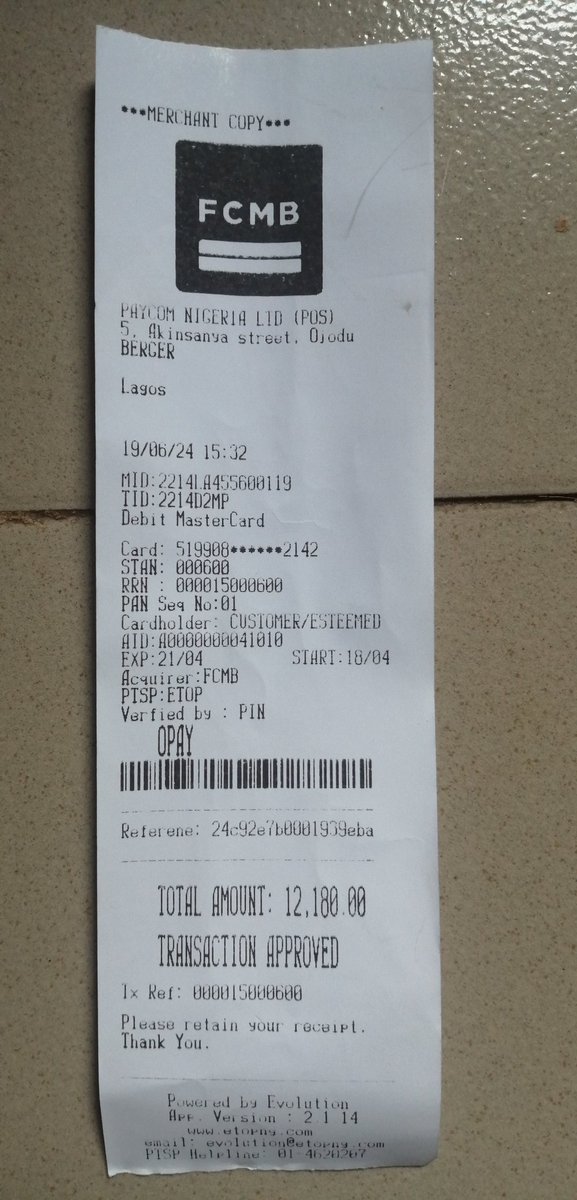 ***MERCHANT COPY***
FCMB
PAYCOM NIGERIA LTD (POS)
5, Akinsanya street, Ojodu
BERGER
Lagos
19/06/24 15:32
MID:2214LA455600119
TID:2214D2MP
Debit MasterCard
Card: 519908******2142
STAN: 000600
RRN : 000015000600
PAN Seq No:01
Cardholder: CUSTOMER/ESTEEMED
AID:A0000000041010
EXP:21/04 START:18/04
Acquirer:FCMB
PTSP:ETOP
Verfied by : PIN
OPAY
Referene: 24c92e7b0001939eba
TOTAL AMOUNT: 12,180.00
TRANSACTION APPROVED
Tx Ref: 000015000600
Please retain your receipt.
Thank You.
Powered by Evolution
App. Version : 2.1.14
www.etopng.com
email: evolution@etopng.com
PTSP Helpline: 01-4620207